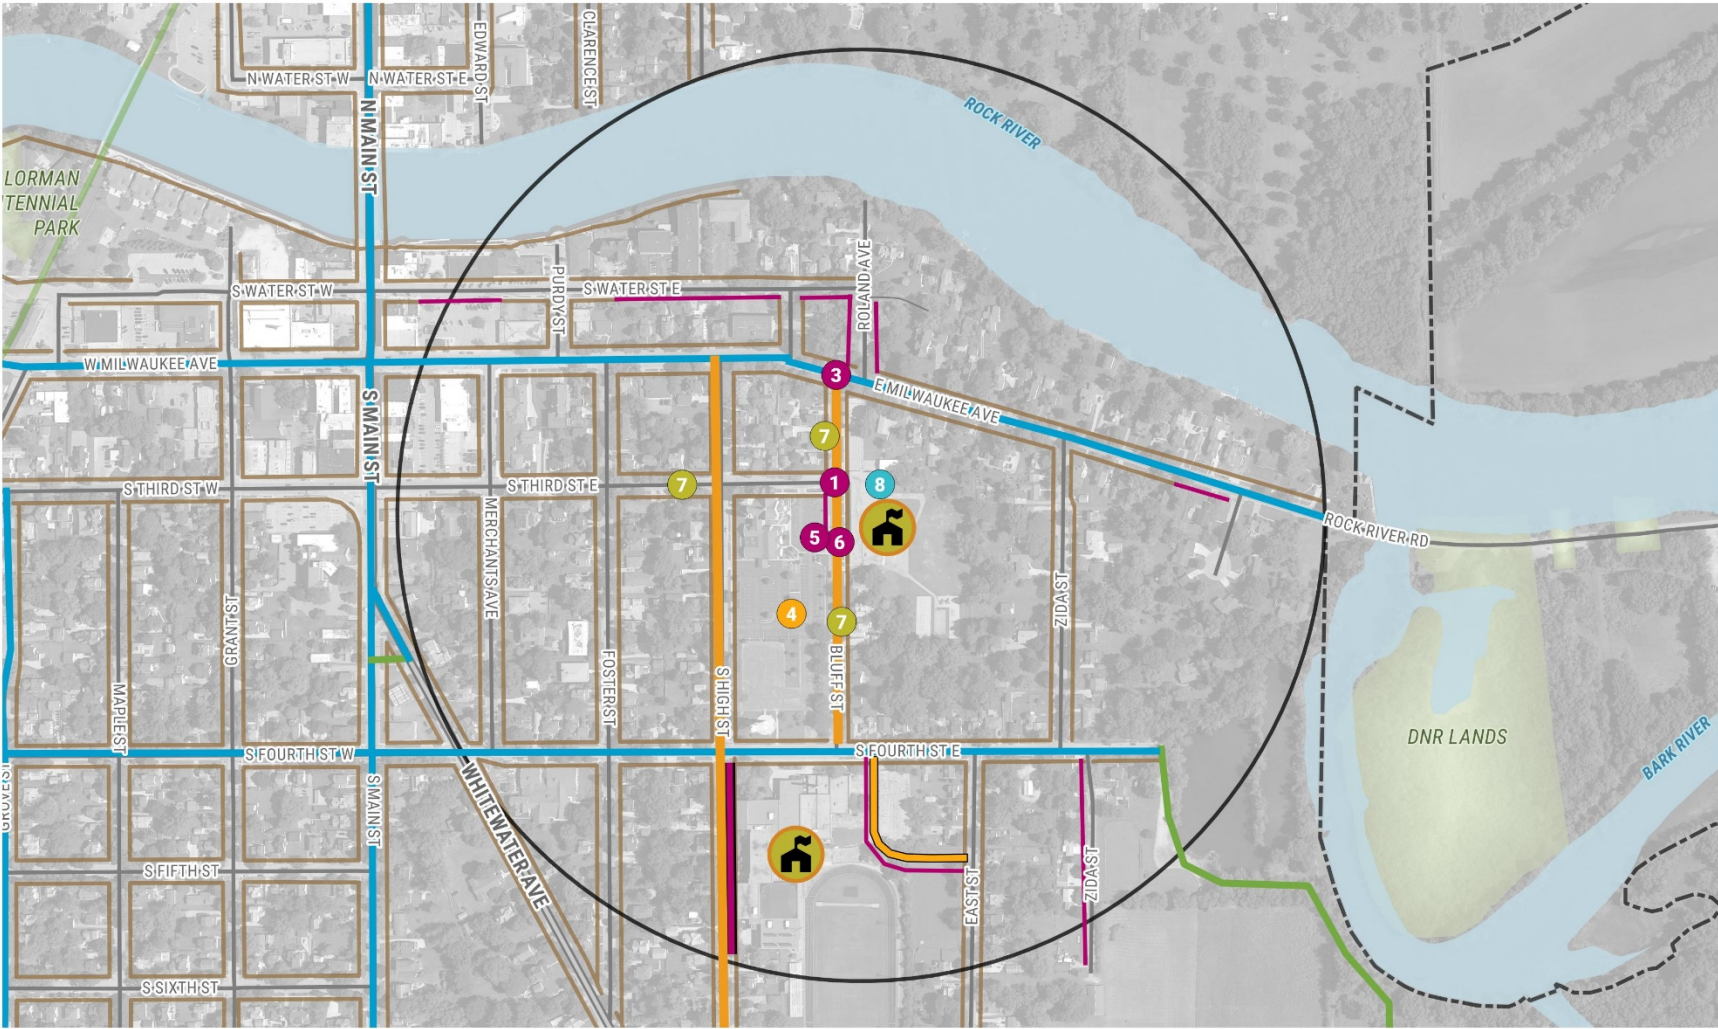 EDWARD ST
CLARENCE ST
N WATER ST W
N WATER ST E
N MAIN ST
ROCK RIVER
LORMAN
TENNIAL
PARK
ROLAND AVE
PURDY ST
S WATER ST W
S WATER ST E
W MILWAUKEE AVE
3
E MILWAUKEE AVE
S MAIN ST
7
S THIRD ST W
S THIRD ST E
7
1
8
ROCK RIVER RD
MERCHANTS AVE
5
6
ZIDA ST
GRANT ST
4
7
MAPLE ST
FOSTER ST
S HIGH ST
BLUFF ST
DNR LANDS
BARK RIVER
S FOURTH ST W
S FOURTH ST E
GROVE ST
S MAIN ST
WHITEWATER AVE
S FIFTH ST
EAST ST
ZIDA ST
S SIXTH ST